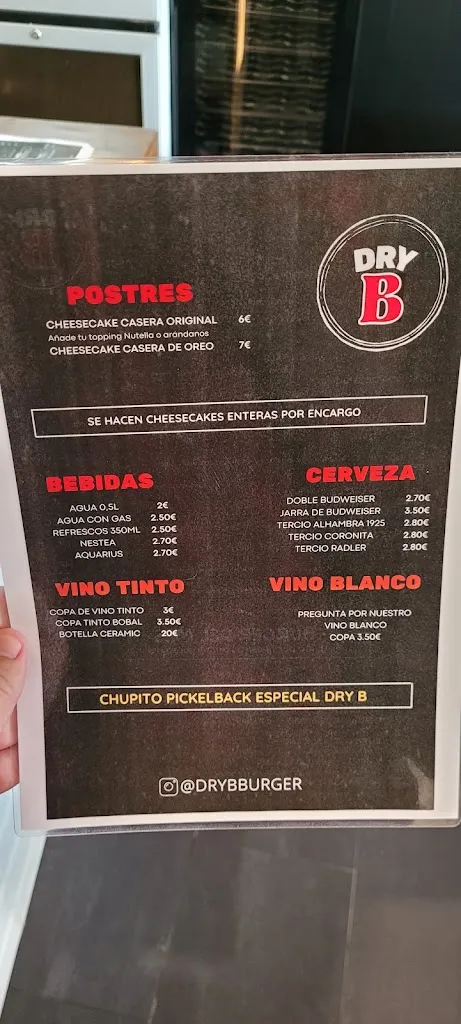 DRY
B
POSTRES
CHEESECAKE CASERA ORIGINAL 6€
Añade tu topping Nutella o arándanos
CHEESECAKE CASERA DE OREO 7€
SE HACEN CHEESECAKES ENTERAS POR ENCARGO
BEBIDAS
AGUA 0,5L 2€
AGUA CON GAS 2.50€
REFRESCOS 350ML 2.50€
NESTEA 2.70€
AQUARIUS 2.70€
CERVEZA
DOBLE BUDWEISER 2.70€
JARRA DE BUDWEISER 3.50€
TERCIO ALHAMBRA 1925 2.80€
TERCIO CORONITA 2.80€
TERCIO RADLER 2.80€
VINO TINTO
COPA DE VINO TINTO 3€
COPA TINTO BOBAL 3.50€
BOTELLA CERAMIC 20€
VINO BLANCO
PREGUNTA POR NUESTRO
VINO BLANCO
COPA 3.50€
CHUPITO PICKELBACK ESPECIAL DRY B
@DRYBBURGER